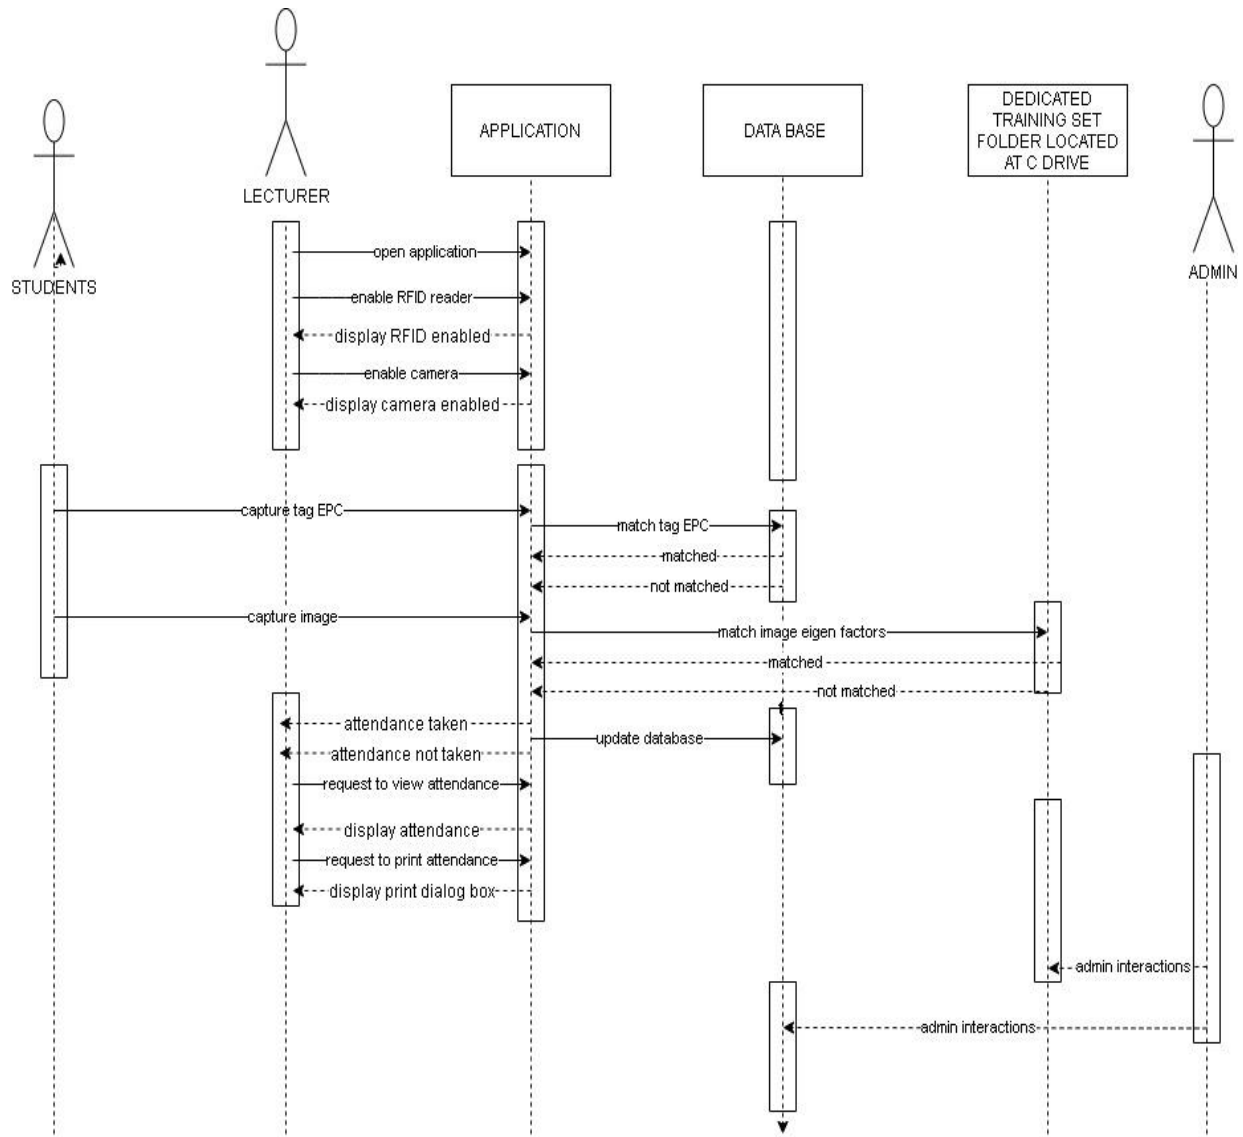 LECTURER
STUDENTS
APPLICATION
DATA BASE
DEDICATED
TRAINING SET
FOLDER LOCATED
AT C DRIVE
ADMIN
open application
enable RFID reader
display RFID enabled
enable camera
display camera enabled
capture tag EPC
match tag EPC
matched
not matched
capture image
match image eigen factors
matched
not matched
attendance taken
update database
attendance not taken
request to view attendance
display attendance
request to print attendance
display print dialog box
admin interactions
admin interactions